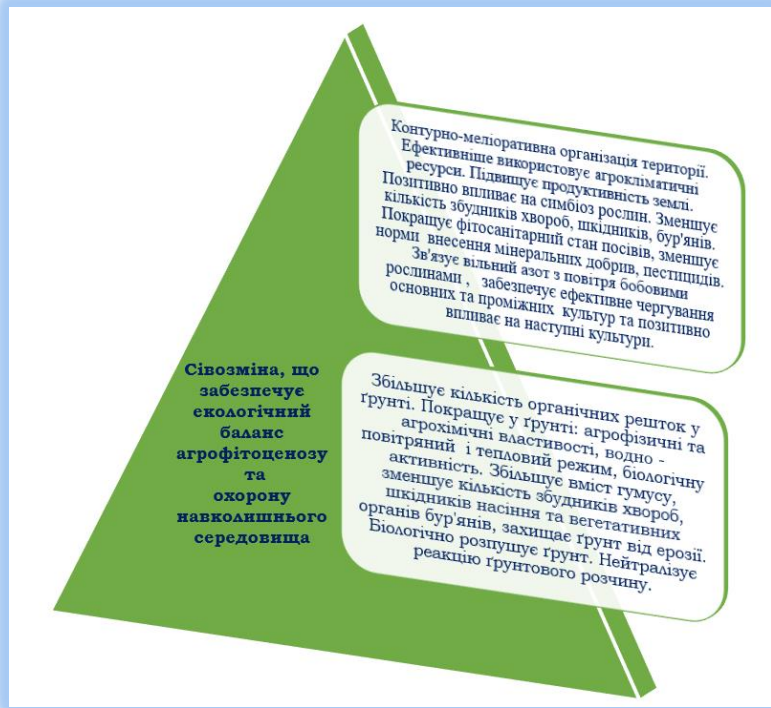 Контурно-меліоративна організація території.
Ефективніше використовує агрокліматичні
ресурси. Підвищує продуктивність землі.
Позитивно впливає на симбіоз рослин. Зменшує
кількість збудників хвороб, шкідників, бур'янів.
Покращує фітосанітарний стан посівів, зменшує
норми внесення мінеральних добрив, пестицидів.
Зв'язує вільний азот з повітря бобовими
рослинами , забезпечує ефективне чергування
основних та проміжних культур та позитивно
впливає на наступні культури.
Сівозміна, що
забезпечує
екологічний
баланс
агрофітоценозу
та
охорону
навколишнього
середовища
Збільшує кількість органічних решток у
ґрунті. Покращує у ґрунті: агрофізичні та
агрохімічні властивості, водно -
повітряний і тепловий режим, біологічну
активність. Збільшує вміст гумусу,
зменшує кількість збудників хвороб,
шкідників насіння та вегетативних
органів бур'янів, захищає ґрунт від ерозії.
Біологічно розпушує ґрунт. Нейтралізує
реакцію ґрунтового розчину.